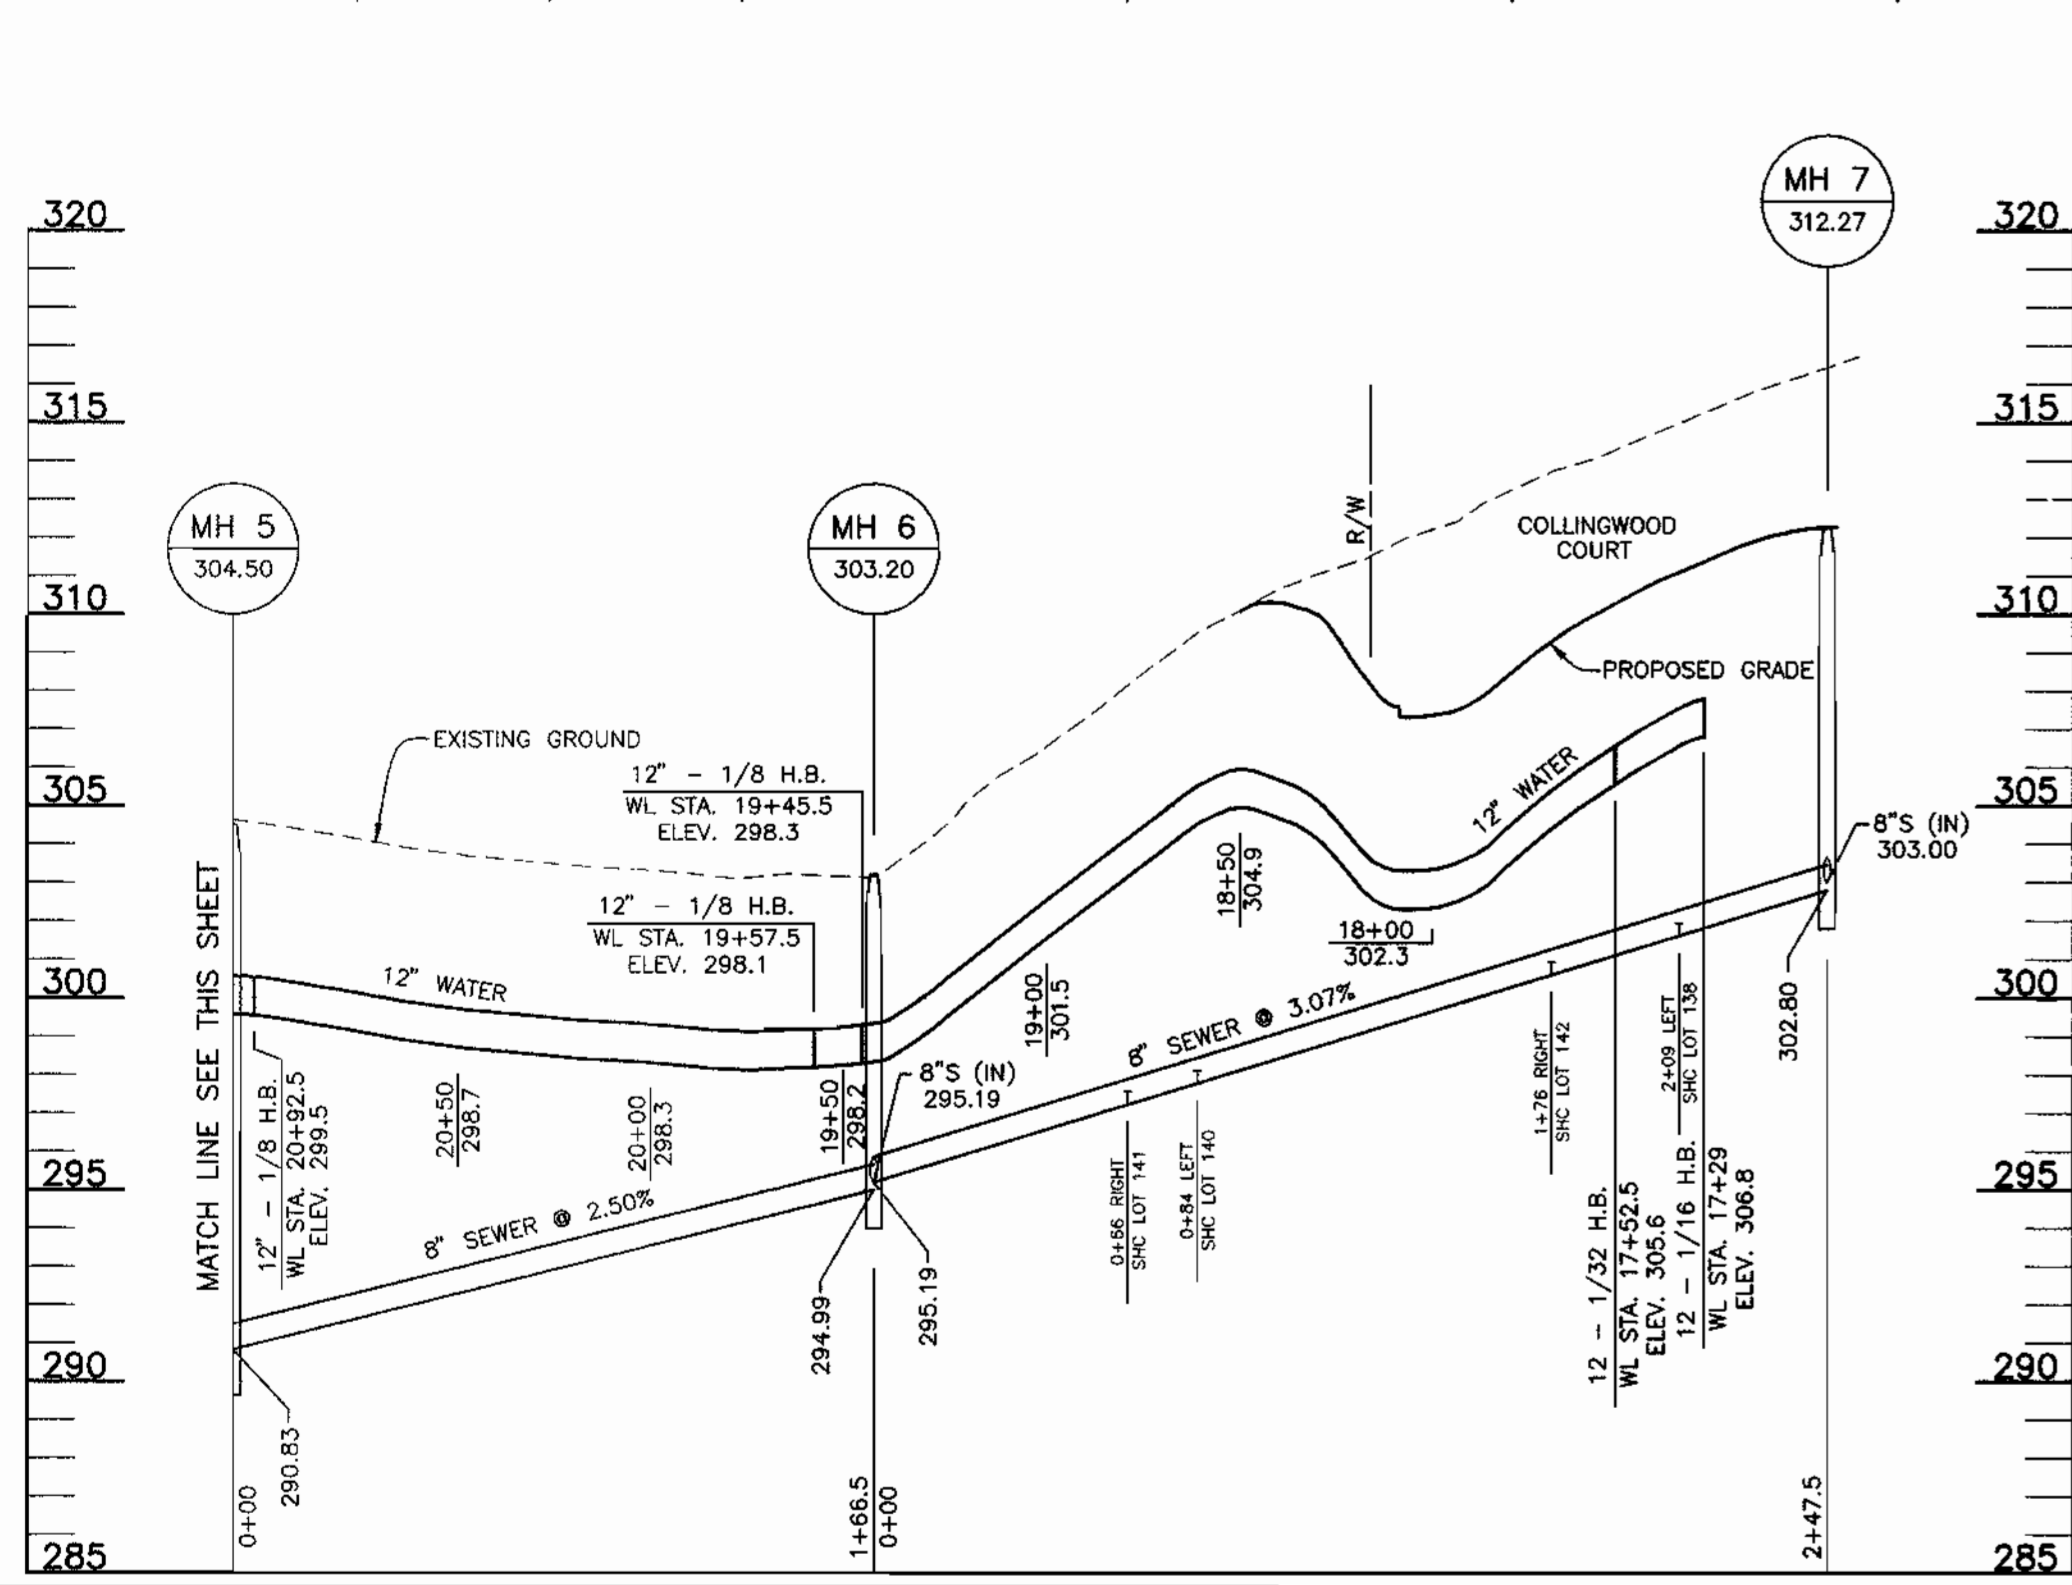 320
315
310
305
300
295
290
285
MATCH LINE SEE THIS SHEET
MH 5
304.50
EXISTING GROUND
12" WATER
12" - 1/8 H.B.
WL STA. 20+92.5
ELEV. 299.5
20+50
298.7
20+00
298.3
8" SEWER @ 2.50%
290.83
0+00
12" - 1/8 H.B.
WL STA. 19+45.5
ELEV. 298.3
12" - 1/8 H.B.
WL STA. 19+57.5
ELEV. 298.1
19+50
298.2
MH 6
303.20
8"S (IN)
295.19
294.99
295.19
1+66.5
0+00
19+00
301.5
18+50
304.9
18+00
302.3
8" SEWER @ 3.07%
0+66 RIGHT
SHC LOT 141
0+84 LEFT
SHC LOT 140
R/W
COLLINGWOOD
COURT
PROPOSED GRADE
12" WATER
1+76 RIGHT
SHC LOT 142
2+09 LEFT
SHC LOT 138
12 - 1/32 H.B.
WL STA. 17+52.5
ELEV. 305.6
12 - 1/16 H.B.
WL STA. 17+29
ELEV. 306.8
MH 7
312.27
8"S (IN)
303.00
302.80
2+47.5
320
315
310
305
300
295
290
285